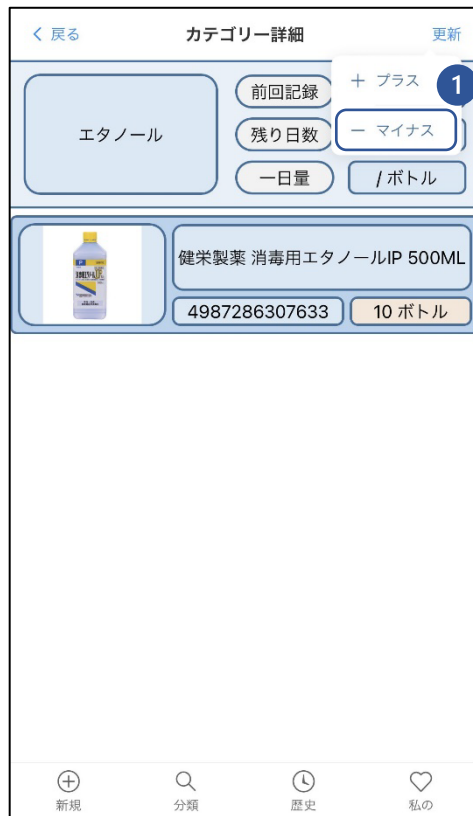 戻る カテゴリー詳細 更新
+ プラス 1
前回記録
エタノール 残り日数 − マイナス
一日量 / ボトル
健栄製薬 消毒用エタノールIP 500ML
4987286307633 10 ボトル
新規 分類 歴史 私の